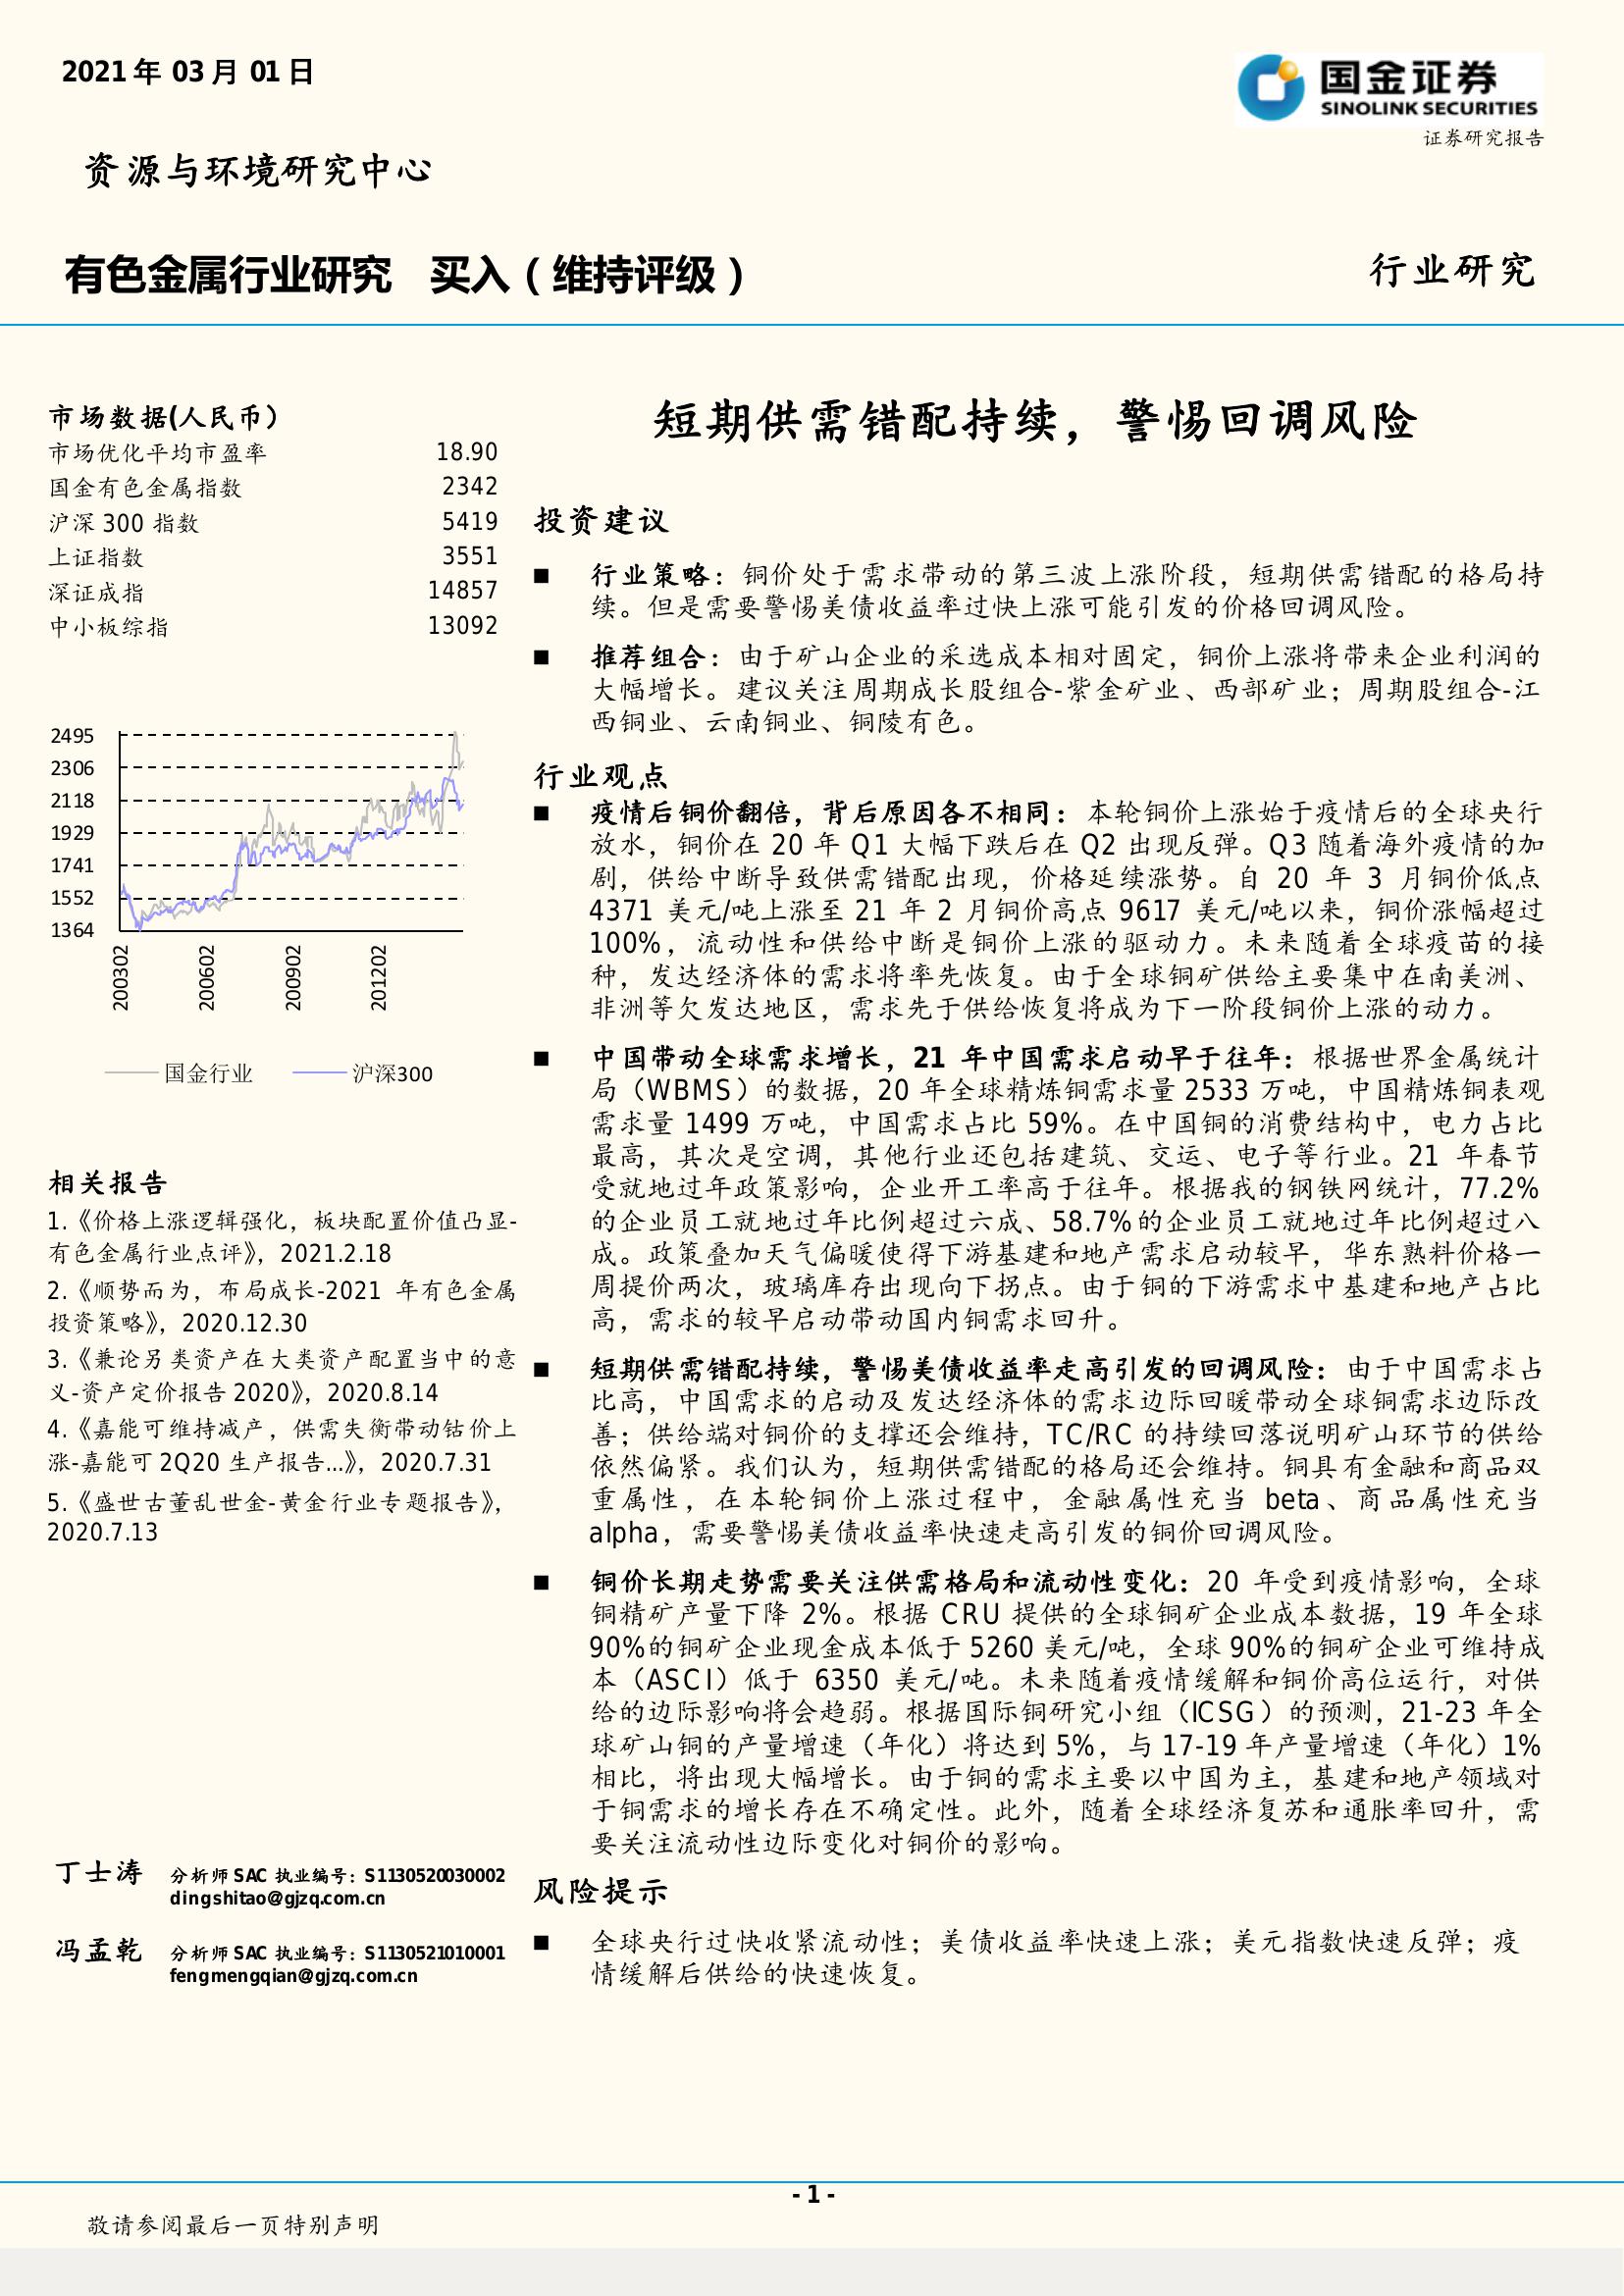 2021 年 03 月 01 日
国金证券
SINOLINK SECURITIES
证券研究报告
资源与环境研究中心
有色金属行业研究 买入（维持评级）
行业研究
市场数据(人民币）
市场优化平均市盈率 18.90
国金有色金属指数 2342
沪深 300 指数 5419
上证指数 3551
深证成指 14857
中小板综指 13092
2495
2306
2118
1929
1741
1552
1364
200302
200602
200902
201202
国金行业 沪深300
相关报告
1.《价格上涨逻辑强化，板块配置价值凸显-
有色金属行业点评》，2021.2.18
2.《顺势而为，布局成长-2021 年有色金属
投资策略》，2020.12.30
3.《兼论另类资产在大类资产配置当中的意
义-资产定价报告 2020》，2020.8.14
4.《嘉能可维持减产，供需失衡带动钴价上
涨-嘉能可 2Q20 生产报告...》，2020.7.31
5.《盛世古董乱世金-黄金行业专题报告》，
2020.7.13
丁士涛 分析师 SAC 执业编号：S1130520030002
dingshitao@gjzq.com.cn
冯孟乾 分析师 SAC 执业编号：S1130521010001
fengmengqian@gjzq.com.cn
短期供需错配持续，警惕回调风险
投资建议
■ 行业策略：铜价处于需求带动的第三波上涨阶段，短期供需错配的格局持
续。但是需要警惕美债收益率过快上涨可能引发的价格回调风险。
■ 推荐组合：由于矿山企业的采选成本相对固定，铜价上涨将带来企业利润的
大幅增长。建议关注周期成长股组合-紫金矿业、西部矿业；周期股组合-江
西铜业、云南铜业、铜陵有色。
行业观点
■ 疫情后铜价翻倍，背后原因各不相同：本轮铜价上涨始于疫情后的全球央行
放水，铜价在 20 年 Q1 大幅下跌后在 Q2 出现反弹。Q3 随着海外疫情的加
剧，供给中断导致供需错配出现，价格延续涨势。自 20 年 3 月铜价低点
4371 美元/吨上涨至 21 年 2 月铜价高点 9617 美元/吨以来，铜价涨幅超过
100%，流动性和供给中断是铜价上涨的驱动力。未来随着全球疫苗的接
种，发达经济体的需求将率先恢复。由于全球铜矿供给主要集中在南美洲、
非洲等欠发达地区，需求先于供给恢复将成为下一阶段铜价上涨的动力。
■ 中国带动全球需求增长，21 年中国需求启动早于往年：根据世界金属统计
局（WBMS）的数据，20 年全球精炼铜需求量 2533 万吨，中国精炼铜表观
需求量 1499 万吨，中国需求占比 59%。在中国铜的消费结构中，电力占比
最高，其次是空调，其他行业还包括建筑、交运、电子等行业。21 年春节
受就地过年政策影响，企业开工率高于往年。根据我的钢铁网统计，77.2%
的企业员工就地过年比例超过六成、58.7%的企业员工就地过年比例超过八
成。政策叠加天气偏暖使得下游基建和地产需求启动较早，华东熟料价格一
周提价两次，玻璃库存出现向下拐点。由于铜的下游需求中基建和地产占比
高，需求的较早启动带动国内铜需求回升。
■ 短期供需错配持续，警惕美债收益率走高引发的回调风险：由于中国需求占
比高，中国需求的启动及发达经济体的需求边际回暖带动全球铜需求边际改
善；供给端对铜价的支撑还会维持，TC/RC 的持续回落说明矿山环节的供给
依然偏紧。我们认为，短期供需错配的格局还会维持。铜具有金融和商品双
重属性，在本轮铜价上涨过程中，金融属性充当 beta、商品属性充当
alpha，需要警惕美债收益率快速走高引发的铜价回调风险。
■ 铜价长期走势需要关注供需格局和流动性变化：20 年受到疫情影响，全球
铜精矿产量下降 2%。根据 CRU 提供的全球铜矿企业成本数据，19 年全球
90%的铜矿企业现金成本低于 5260 美元/吨，全球 90%的铜矿企业可维持成
本（ASCI）低于 6350 美元/吨。未来随着疫情缓解和铜价高位运行，对供
给的边际影响将会趋弱。根据国际铜研究小组（ICSG）的预测，21-23 年全
球矿山铜的产量增速（年化）将达到 5%，与 17-19 年产量增速（年化）1%
相比，将出现大幅增长。由于铜的需求主要以中国为主，基建和地产领域对
于铜需求的增长存在不确定性。此外，随着全球经济复苏和通胀率回升，需
要关注流动性边际变化对铜价的影响。
风险提示
■ 全球央行过快收紧流动性；美债收益率快速上涨；美元指数快速反弹；疫
情缓解后供给的快速恢复。
- 1 -
敬请参阅最后一页特别声明